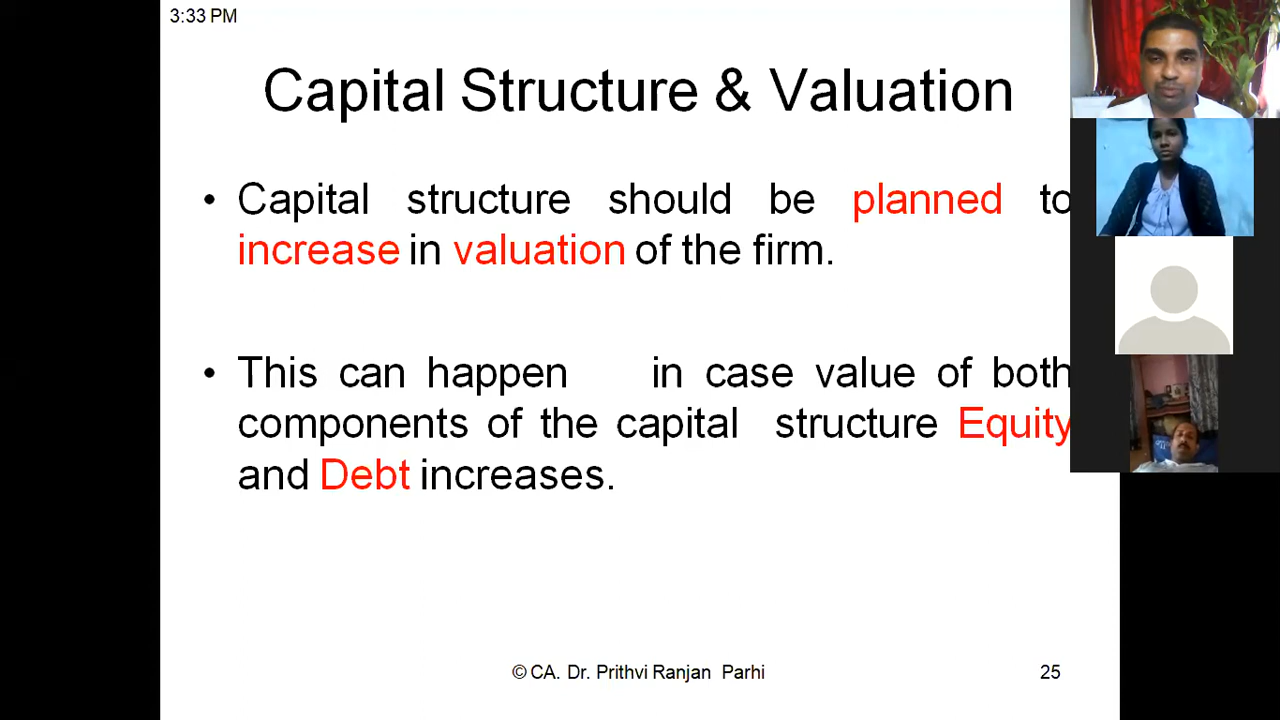 3:33 PM
Capital Structure & Valuation
• Capital structure should be planned to
increase in valuation of the firm.
• This can happen in case value of both
components of the capital structure Equity
and Debt increases.
© CA. Dr. Prithvi Ranjan Parhi 25